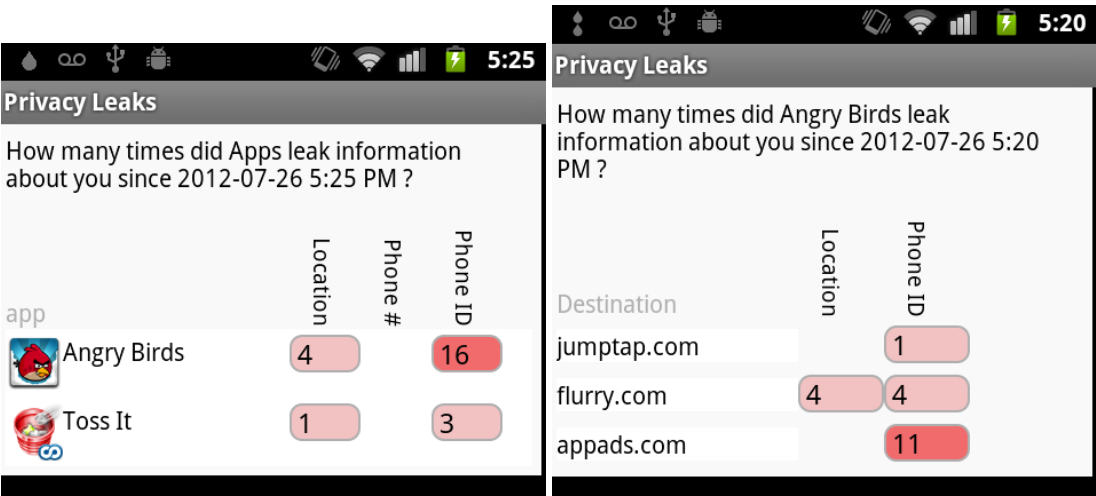 5:25
Privacy Leaks
How many times did Apps leak information
about you since 2012-07-26 5:25 PM ?
app
Location
Phone #
Phone ID
Angry Birds
4
16
Toss It
1
3
5:20
Privacy Leaks
How many times did Angry Birds leak
information about you since 2012-07-26 5:20
PM ?
Destination
Location
Phone ID
jumptap.com
1
flurry.com
4
4
appads.com
11